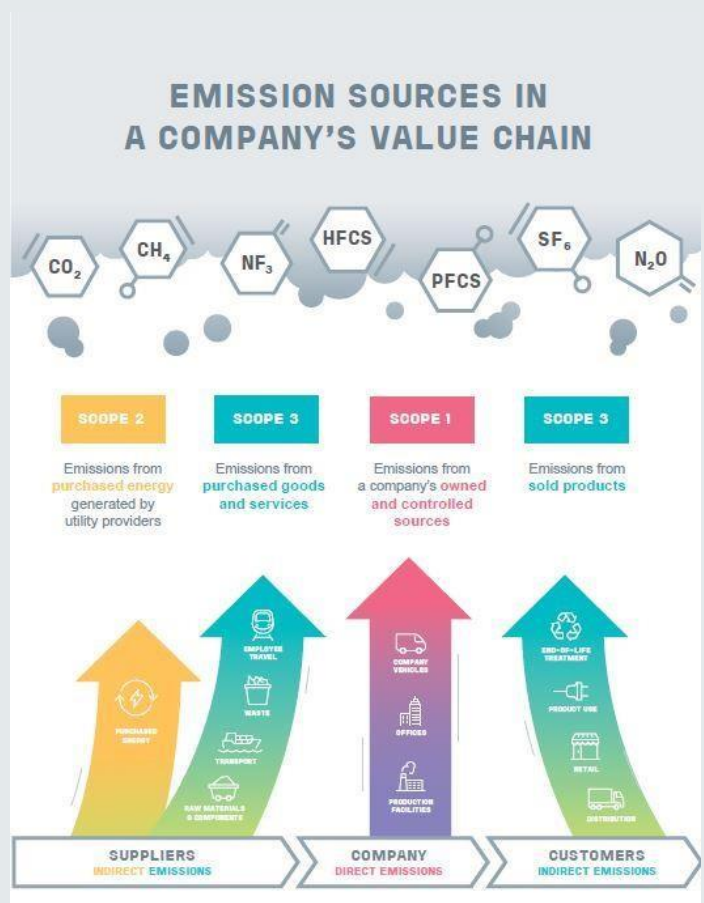 EMISSION SOURCES IN
A COMPANY'S VALUE CHAIN
CO₂
CH₄
NF₃
HFCS
PFCS
SF₆
N₂O
SCOPE 2
Emissions from
purchased energy
generated by
utility providers
SCOPE 3
Emissions from
purchased goods
and services
SCOPE 1
Emissions from
a company's owned
and controlled
sources
SCOPE 3
Emissions from
sold products
PURCHASED
ENERGY
EMPLOYEE
TRAVEL
WASTE
TRANSPORT
RAW MATERIALS
& COMPONENTS
COMPANY
VEHICLES
OFFICES
PRODUCTION
FACILITIES
END-OF-LIFE
TREATMENT
PRODUCT USE
RETAIL
DISTRIBUTION
SUPPLIERS
INDIRECT EMISSIONS
COMPANY
DIRECT EMISSIONS
CUSTOMERS
INDIRECT EMISSIONS